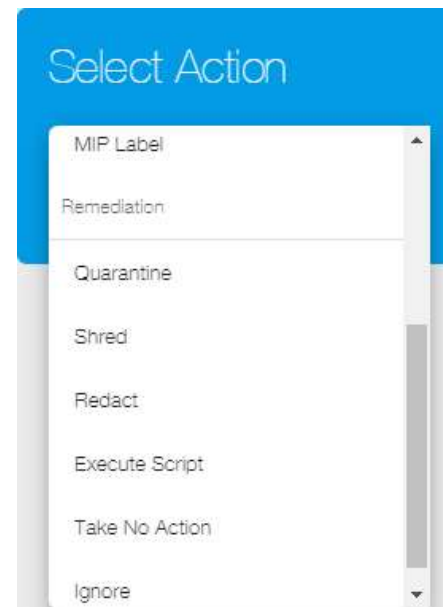 Select Action
MIP Label
Remediation
Quarantine
Shred
Redact
Execute Script
Take No Action
Ignore